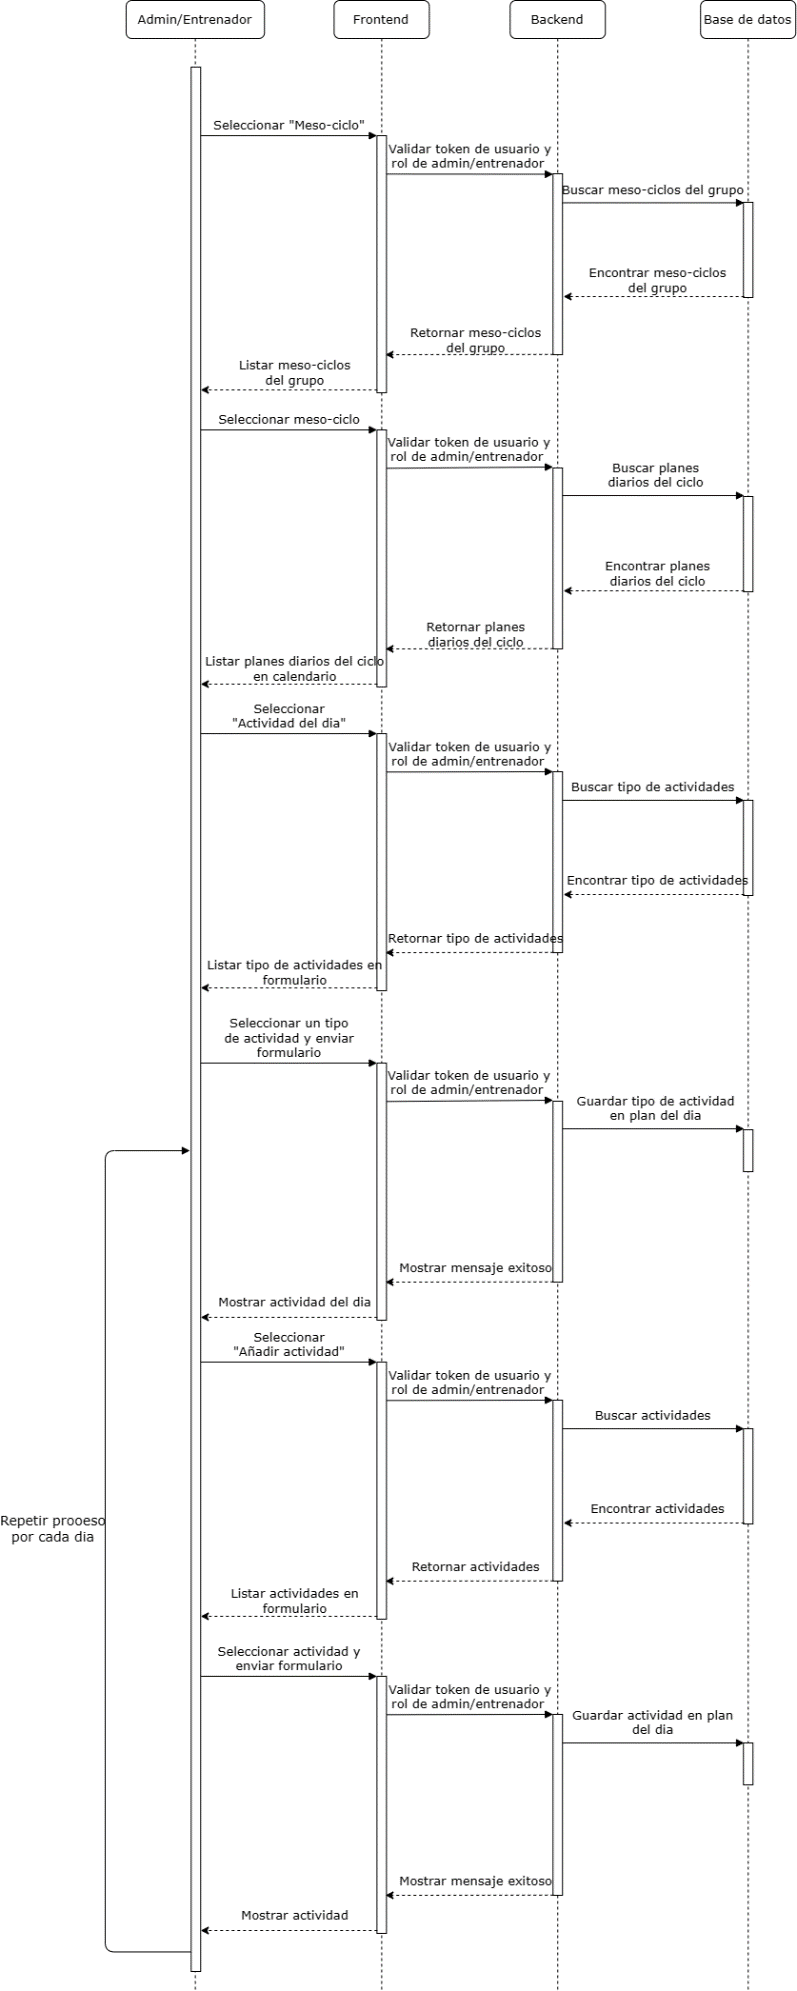 Admin/Entrenador
Frontend
Backend
Base de datos
Seleccionar "Meso-ciclo"
Validar token de usuario y
rol de admin/entrenador
Buscar meso-ciclos del grupo
Encontrar meso-ciclos
del grupo
Retornar meso-ciclos
del grupo
Listar meso-ciclos
del grupo
Seleccionar meso-ciclo
Validar token de usuario y
rol de admin/entrenador
Buscar planes
diarios del ciclo
Encontrar planes
diarios del ciclo
Retornar planes
diarios del ciclo
Listar planes diarios del ciclo
en calendario
Seleccionar
"Actividad del dia"
Validar token de usuario y
rol de admin/entrenador
Buscar tipo de actividades
Encontrar tipo de actividades
Retornar tipo de actividades
Listar tipo de actividades en
formulario
Seleccionar un tipo
de actividad y enviar
formulario
Validar token de usuario y
rol de admin/entrenador
Guardar tipo de actividad
en plan del dia
Mostrar mensaje exitoso
Mostrar actividad del dia
Seleccionar
"Añadir actividad"
Validar token de usuario y
rol de admin/entrenador
Buscar actividades
Encontrar actividades
Repetir prooeso
por cada dia
Retornar actividades
Listar actividades en
formulario
Seleccionar actividad y
enviar formulario
Validar token de usuario y
rol de admin/entrenador
Guardar actividad en plan
del dia
Mostrar mensaje exitoso
Mostrar actividad